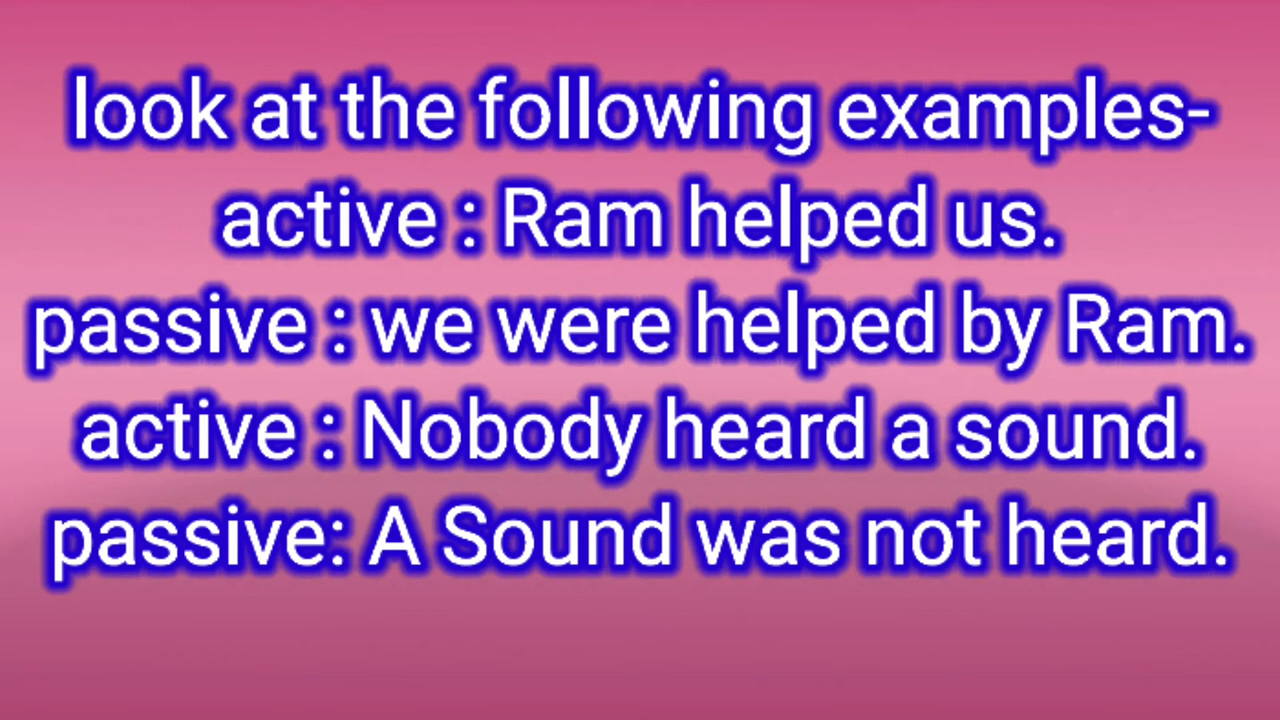 look at the following examples-
active : Ram helped us.
passive : we were helped by Ram.
active : Nobody heard a sound.
passive: A Sound was not heard.